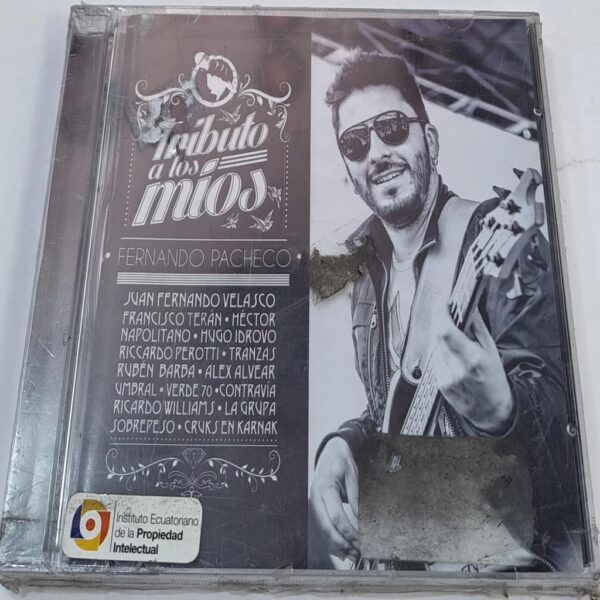 Tributo
a los
míos
• FERNANDO PACHECO •
JUAN FERNANDO VELASCO
FRANCISCO TERÁN • HÉCTOR
NAPOLITANO • HUGO IDROVO
RICCARDO PEROTTI • TRANZAS
RUBÉN BARBA • ALEX ALVEAR
UMBRAL • VERDE 70 • CONTRAVÍA
RICARDO WILLIAMS • LA GRUPA
SOBREPESO • CRUKS EN KARNAK
Instituto Ecuatoriano
de la Propiedad
Intelectual